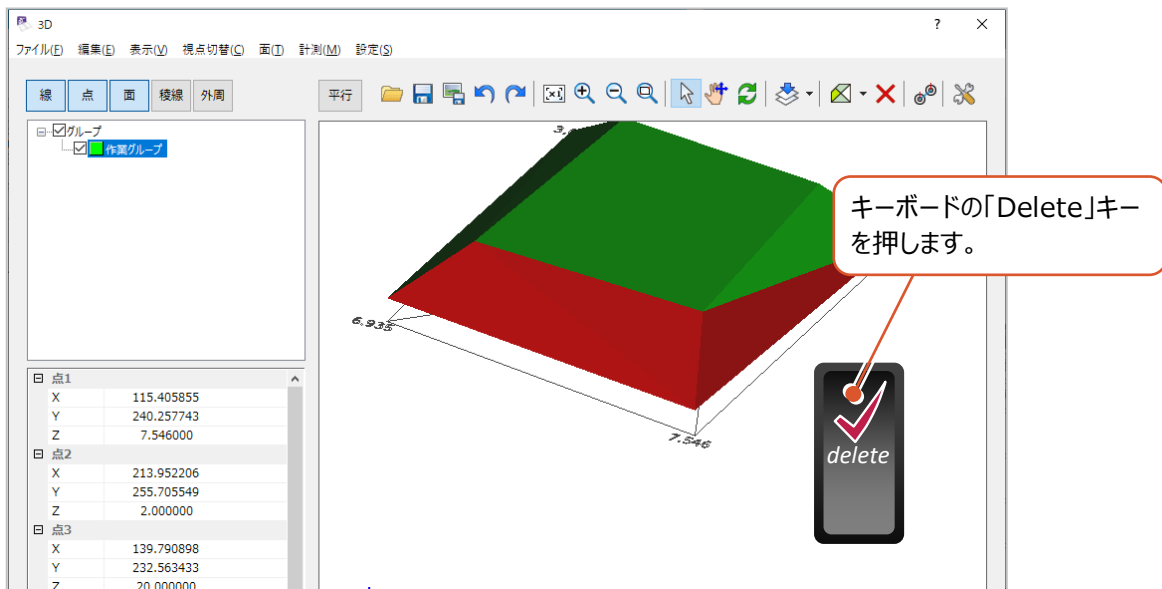 3D
?
×
ファイル(F) 編集(E) 表示(V) 視点切替(C) 面(T) 計測(M) 設定(S)
線 点 面 稜線 外周 平行
グループ
作業グループ
キーボードの「Delete」キー
を押します。
6.935
7.546
delete
点1
X 115.405855
Y 240.257743
Z 7.546000
点2
X 213.952206
Y 255.705549
Z 2.000000
点3
X 139.790898
Y 232.563433
Z 20.000000